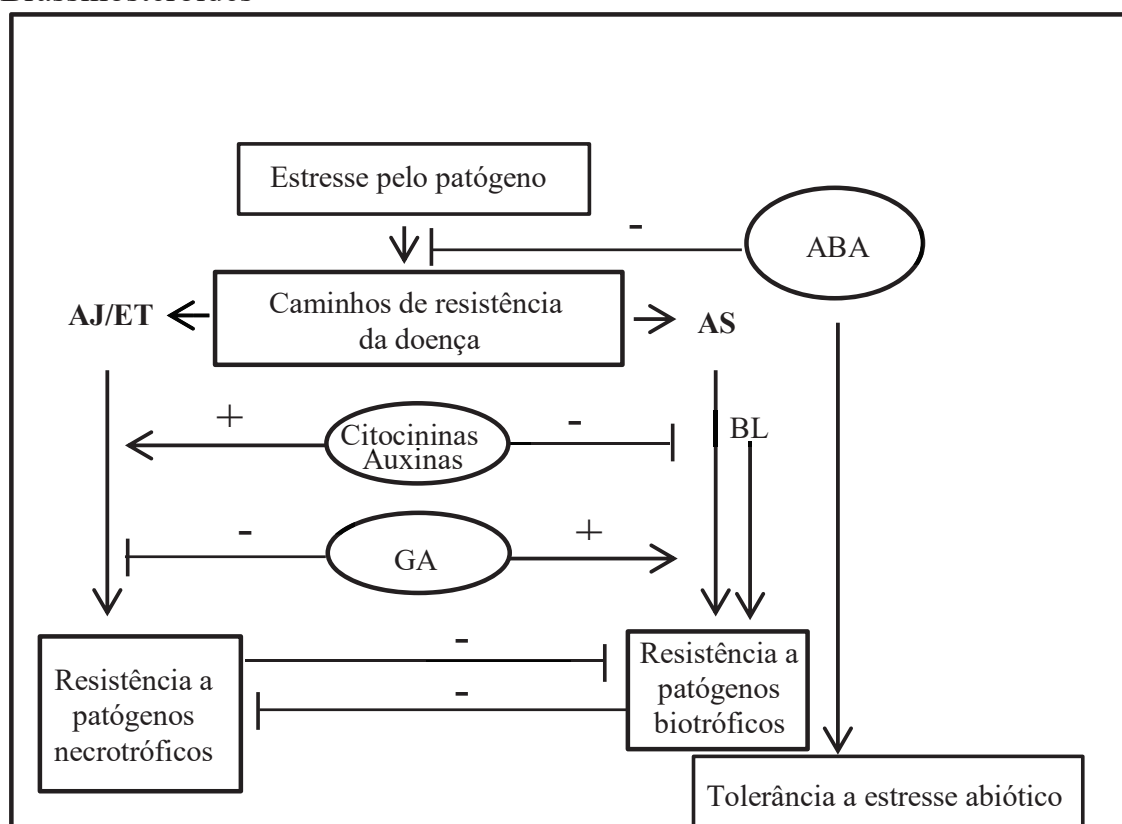 Estresse pelo patógeno
-
ABA
AJ/ET
Caminhos de resistência
da doença
AS
+
Citocininas
Auxinas
-
BL
-
GA
+
-
-
Resistência a
patógenos
necrotróficos
Resistência a
patógenos
biotróficos
Tolerância a estresse abiótico